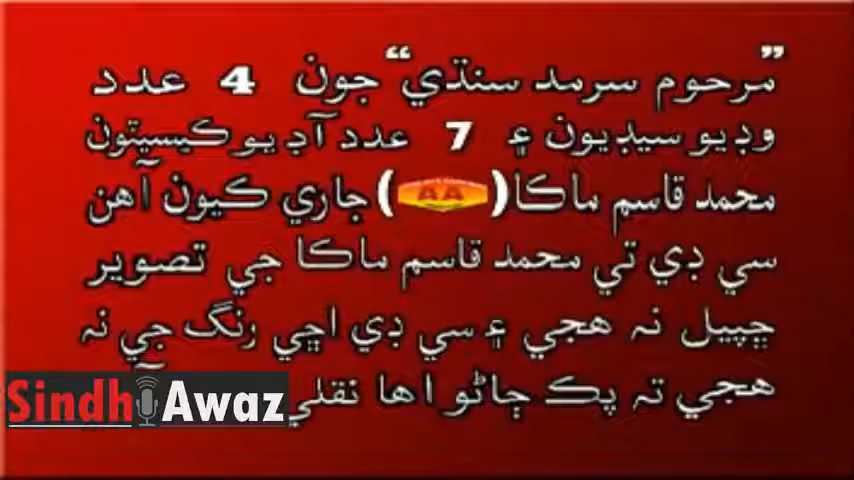 ”مرحوم سرمد سنڌي“ جون 4 عدد
وڊيو سيڊيون ۽ 7 عدد آڊيو ڪيسيٽون
محمد قاسم ماڪا (AA) جاري ڪيون آهن
سي ڊي تي محمد قاسم ماڪا جي تصوير
ڇپيل نه هجي ۽ سي ڊي اڇي رنگ جي نه
هجي ته پڪ ڄاڻو اها نقلي
Sindh Awaz